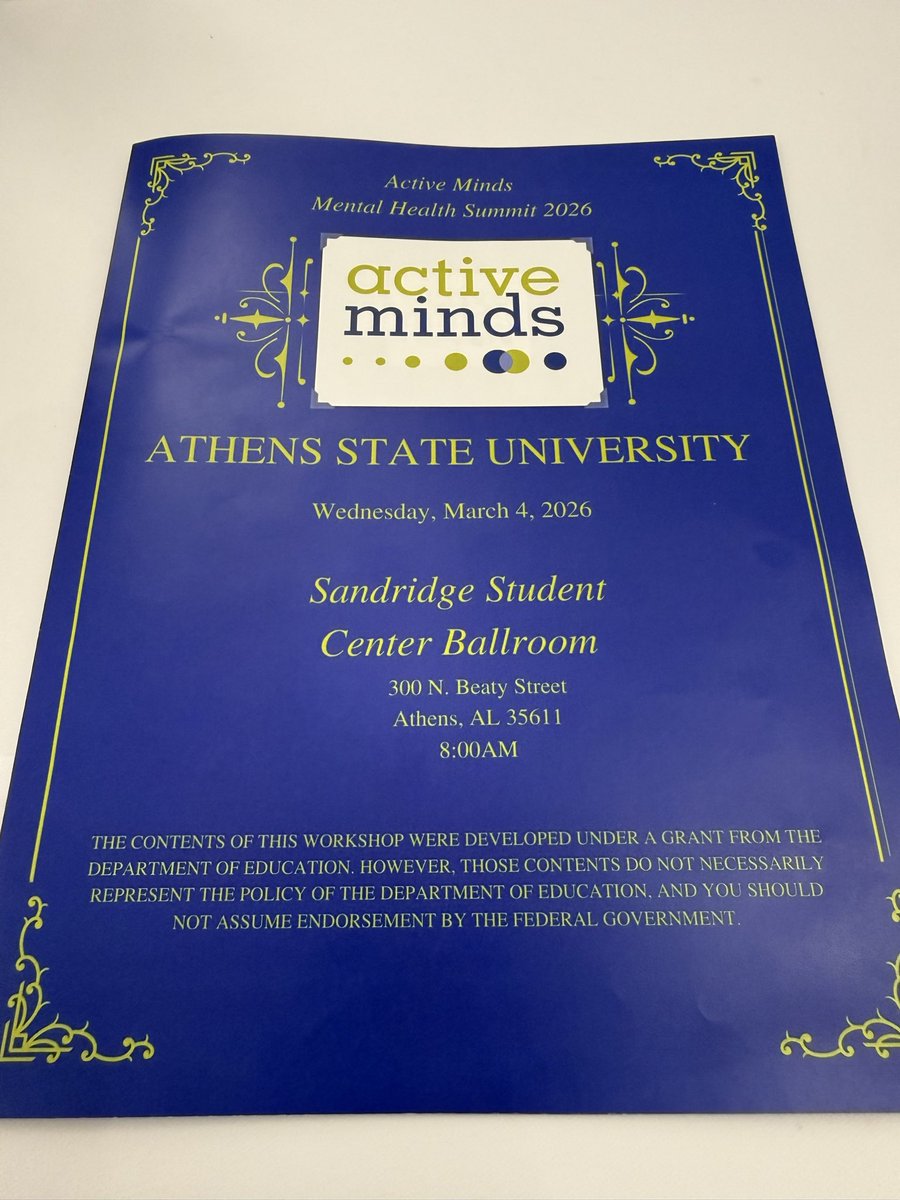 Active Minds
Mental Health Summit 2026
active
minds
ATHENS STATE UNIVERSITY
Wednesday, March 4, 2026
Sandridge Student
Center Ballroom
300 N. Beaty Street
Athens, AL 35611
8:00AM
THE CONTENTS OF THIS WORKSHOP WERE DEVELOPED UNDER A GRANT FROM THE
DEPARTMENT OF EDUCATION. HOWEVER, THOSE CONTENTS DO NOT NECESSARILY
REPRESENT THE POLICY OF THE DEPARTMENT OF EDUCATION, AND YOU SHOULD
NOT ASSUME ENDORSEMENT BY THE FEDERAL GOVERNMENT.